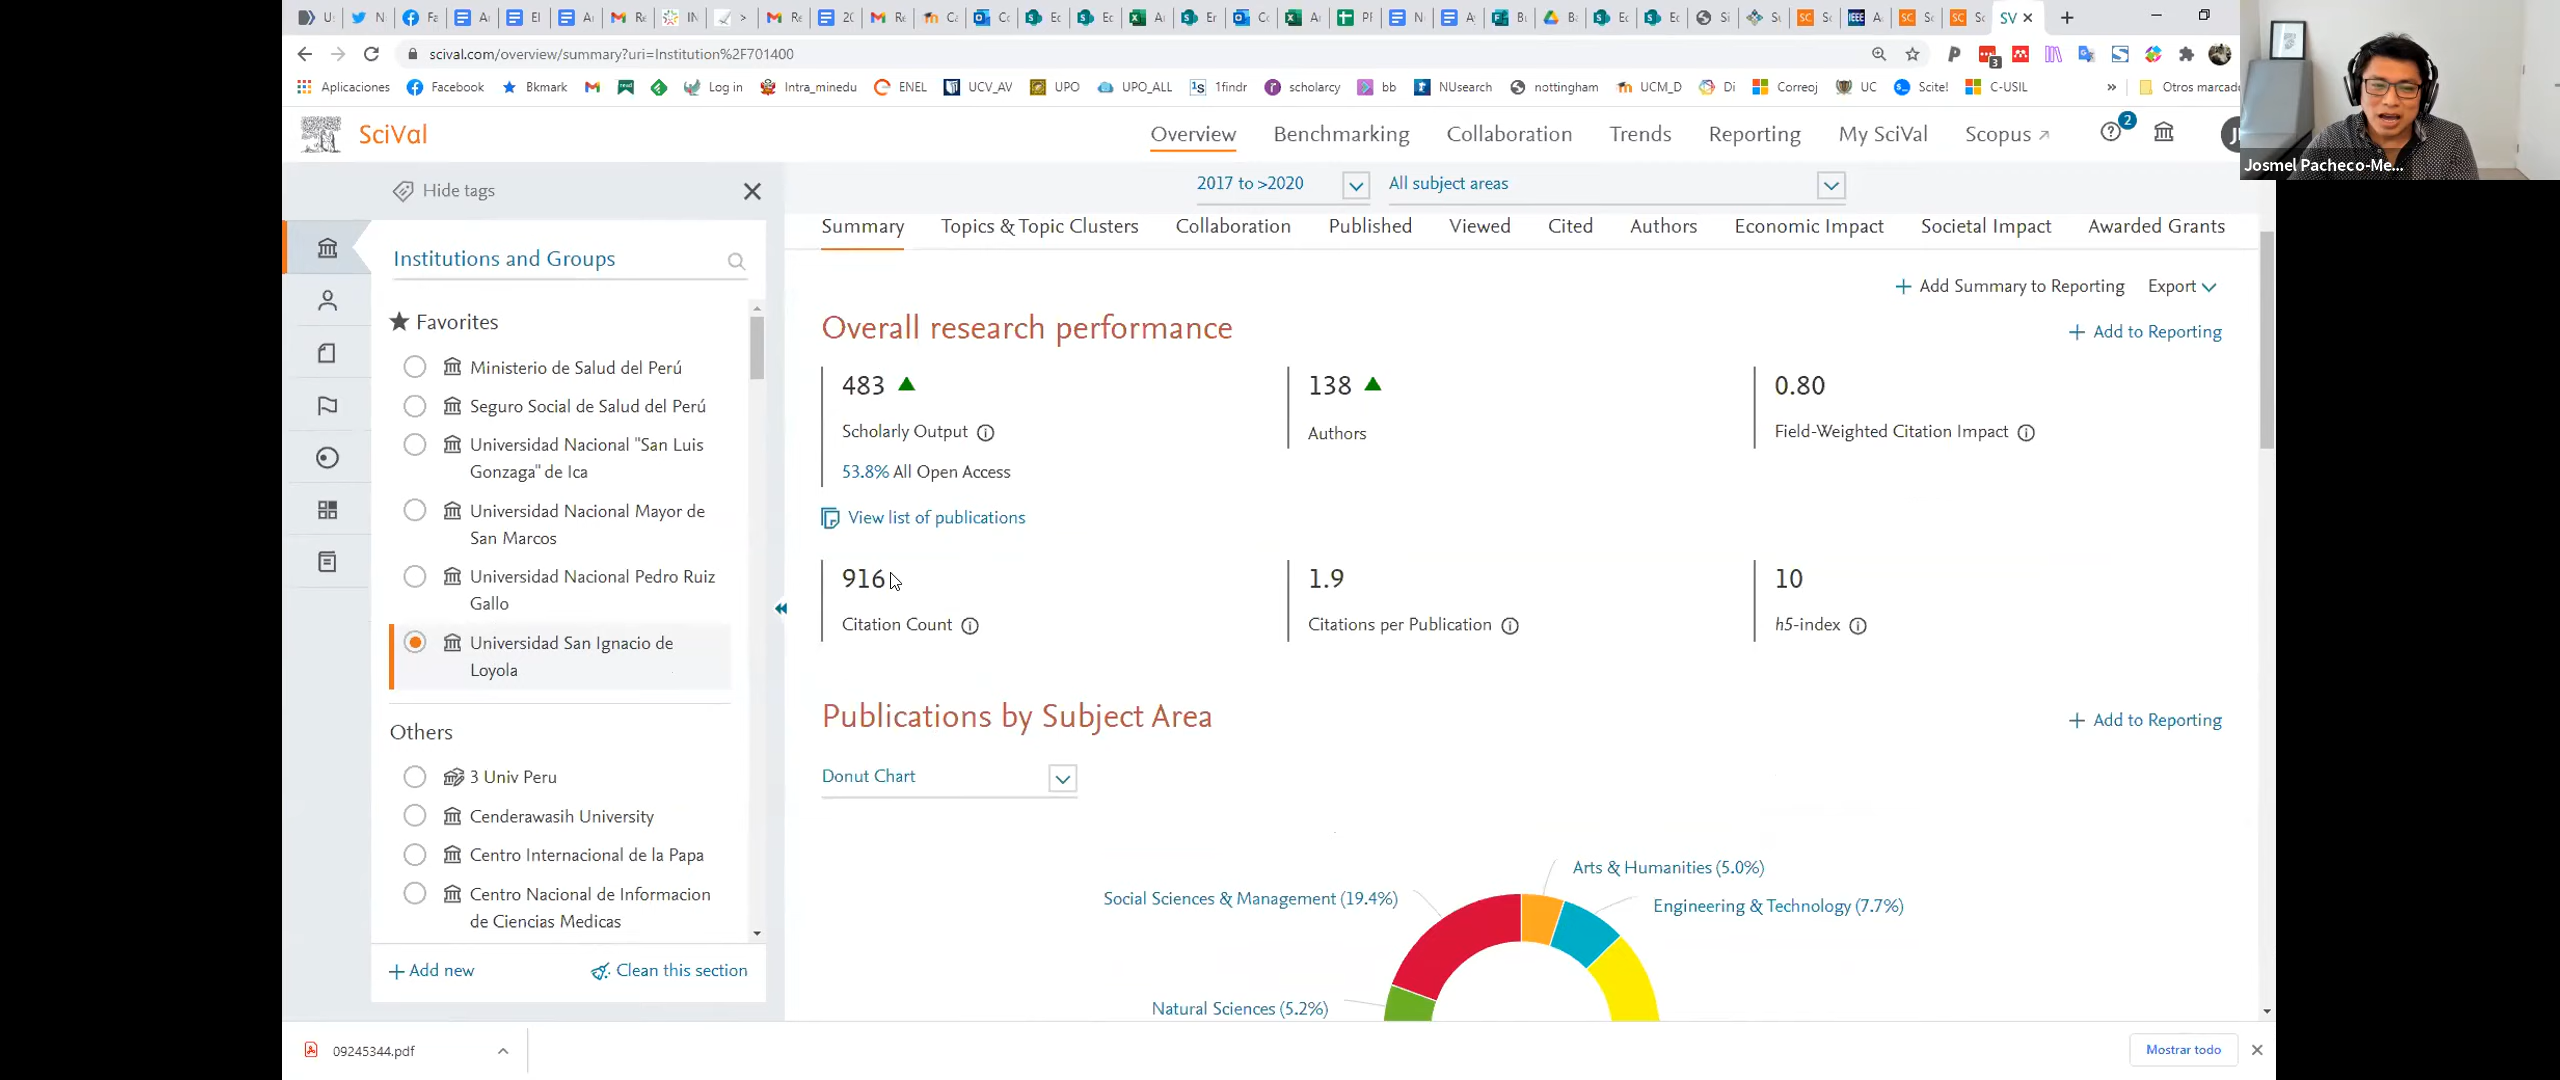 SV
scival.com/overview/summary?uri=Institution%2F701400
3
Aplicaciones Facebook Bkmark Log in Intra_minedu ENEL UCV_AV UPO UPO_ALL 1findr scholarcy bb NUsearch nottingham UCM_D Di Correoj UC Scite! C-USIL » Otros marcado
Josmel Pacheco-Me...
SciVal
Overview Benchmarking Collaboration Trends Reporting My SciVal Scopus
2
Hide tags
2017 to >2020 All subject areas
Summary Topics & Topic Clusters Collaboration Published Viewed Cited Authors Economic Impact Societal Impact Awarded Grants
Institutions and Groups
+ Add Summary to Reporting Export
Favorites
Ministerio de Salud del Perú
Seguro Social de Salud del Perú
Universidad Nacional "San Luis
Gonzaga" de Ica
Universidad Nacional Mayor de
San Marcos
Universidad Nacional Pedro Ruiz
Gallo
Universidad San Ignacio de
Loyola
Others
3 Univ Peru
Cenderawasih University
Centro Internacional de la Papa
Centro Nacional de Informacion
de Ciencias Medicas
+ Add new Clean this section
Overall research performance
+ Add to Reporting
483 138 0.80
Scholarly Output Authors Field-Weighted Citation Impact
53.8% All Open Access
View list of publications
916 1.9 10
Citation Count Citations per Publication h5-index
Publications by Subject Area
+ Add to Reporting
Donut Chart
Arts & Humanities (5.0%)
Social Sciences & Management (19.4%)
Engineering & Technology (7.7%)
Natural Sciences (5.2%)
09245344.pdf
Mostrar todo